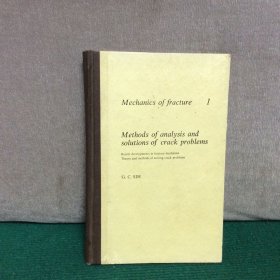 Mechanics of fracture 1
Methods of analysis and
solutions of crack problems
Recent developments in fracture mechanics
Theory and methods of solving crack problems
G. C. SIH